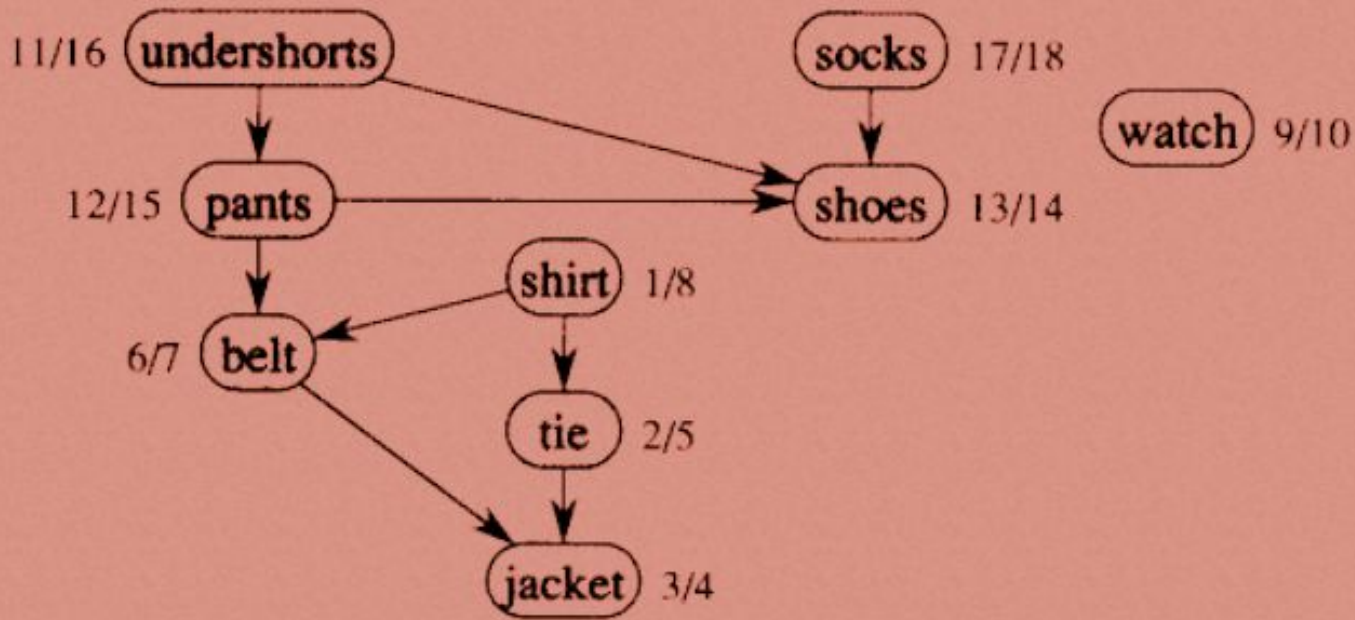 11/16 undershorts socks 17/18
watch 9/10
12/15 pants shoes 13/14
shirt 1/8
6/7 belt
tie 2/5
jacket 3/4